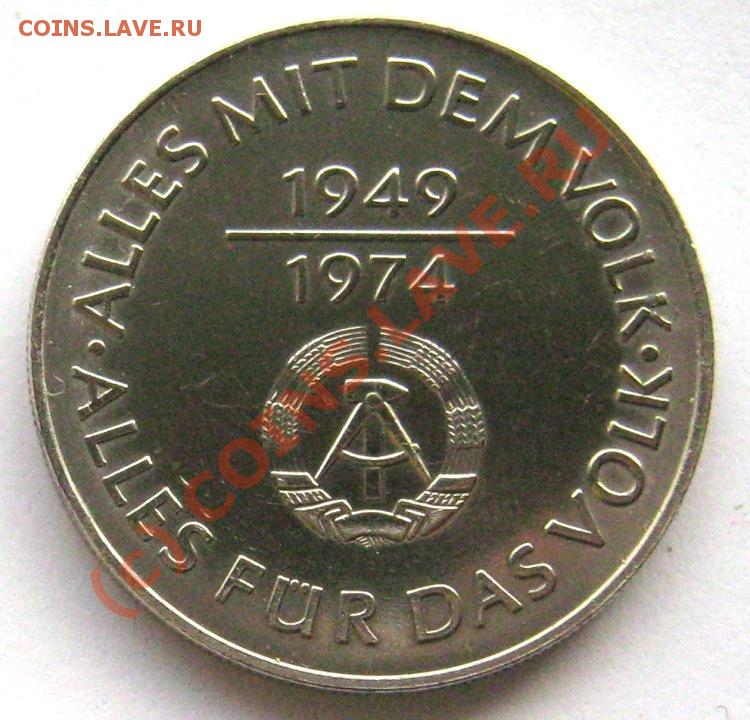 COINS.LAVE.RU
· ALLES MIT DEM VOLK ·
1949
1974
ALLES FÜR DAS VOLK
(c) COINS.LAVE.RU